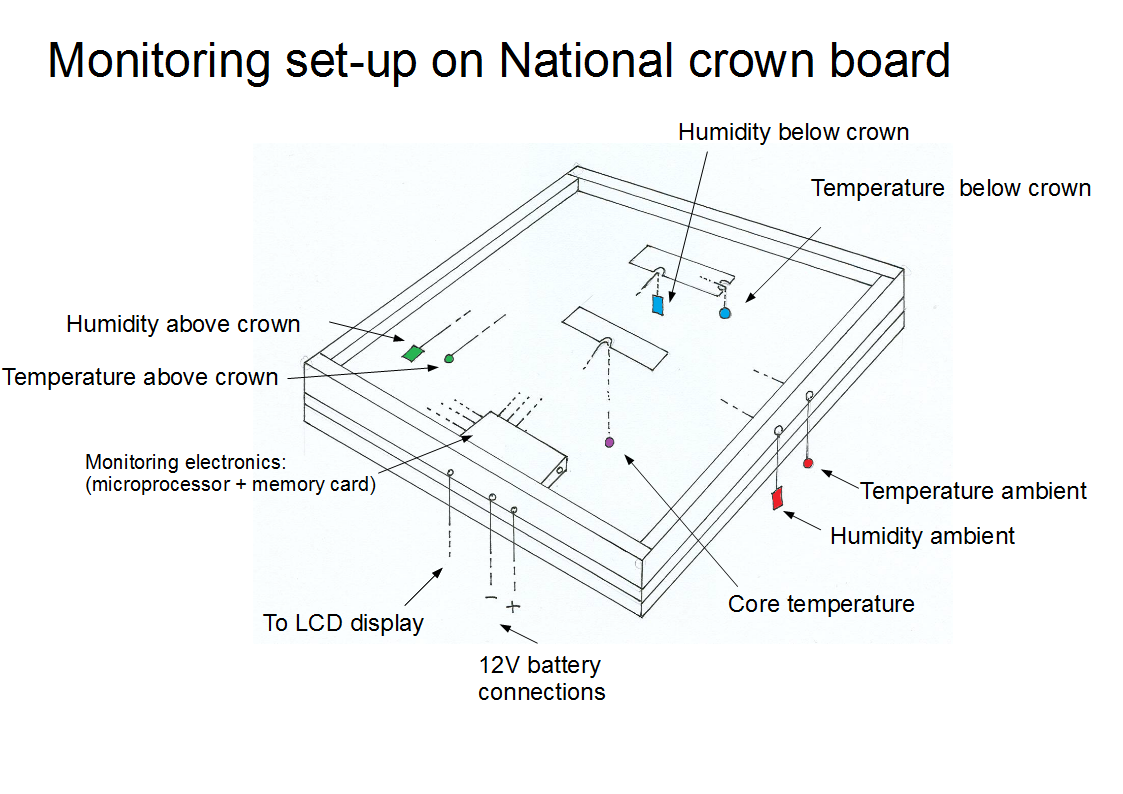 Monitoring set-up on National crown board
Humidity below crown
Temperature  below crown
Humidity above crown
Temperature above crown
Monitoring electronics:
(microprocessor + memory card)
Temperature ambient
Humidity ambient
Core temperature
To LCD display
− +
12V battery
connections